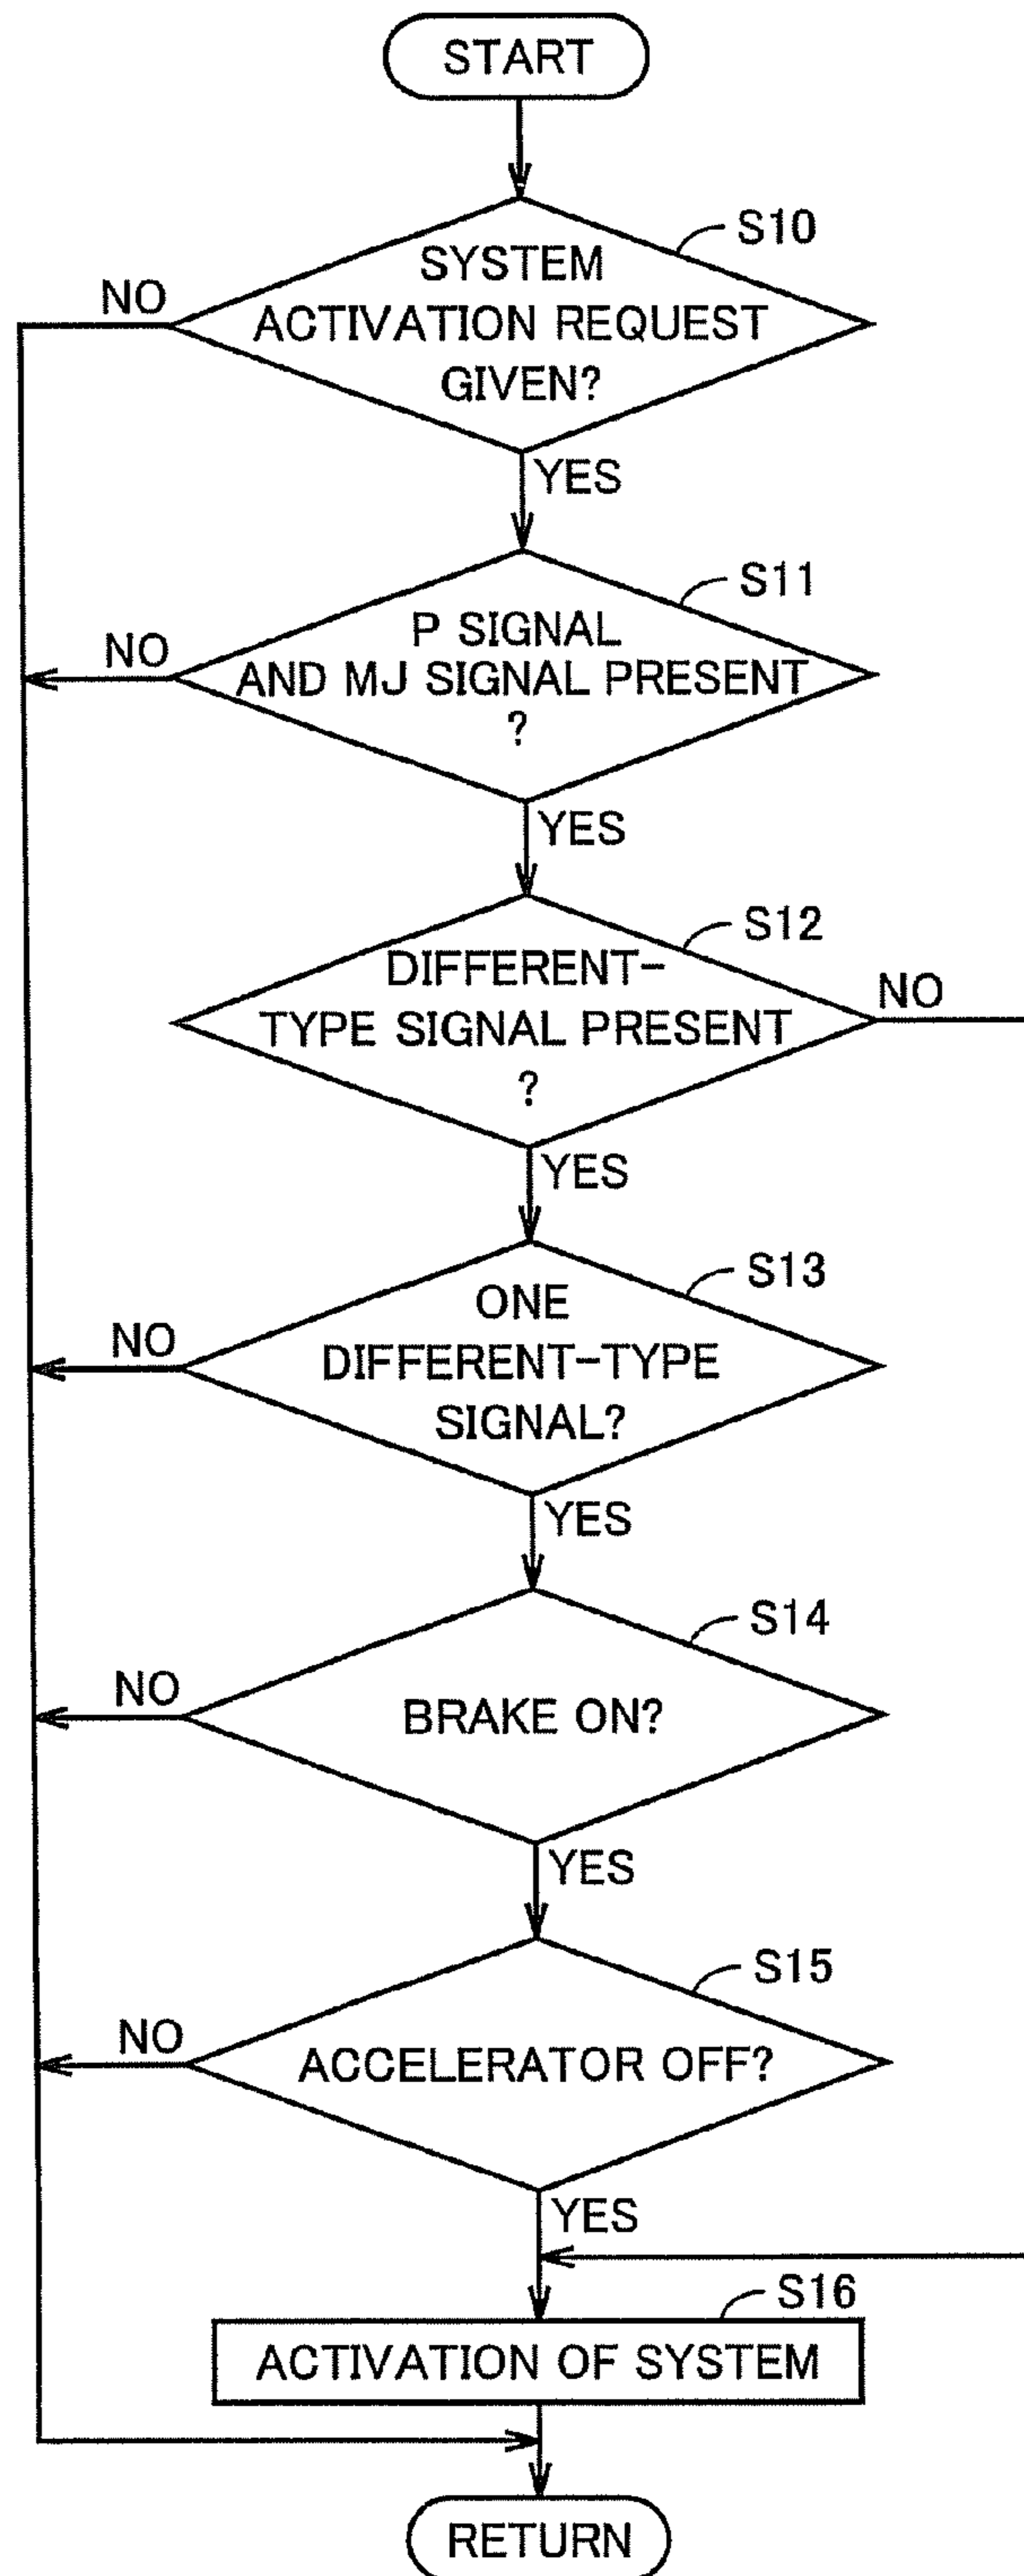 START
S10
SYSTEM
NO
ACTIVATION REQUEST
GIVEN?
YES
S11
P SIGNAL
NO
AND MJ SIGNAL PRESENT
?
YES
S12
DIFFERENT-
NO
TYPE SIGNAL PRESENT
?
YES
S13
ONE
NO
DIFFERENT-TYPE
SIGNAL?
YES
S14
NO
BRAKE ON?
YES
S15
NO
ACCELERATOR OFF?
YES
S16
ACTIVATION OF SYSTEM
RETURN